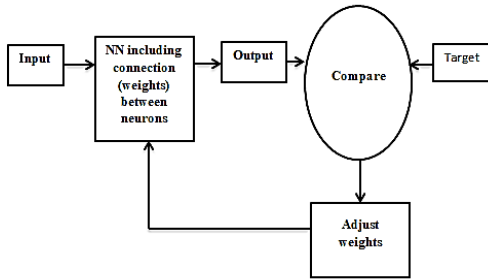 Input
NN including
connection
(weights)
between
neurons
Output
Compare
Target
Adjust
weights